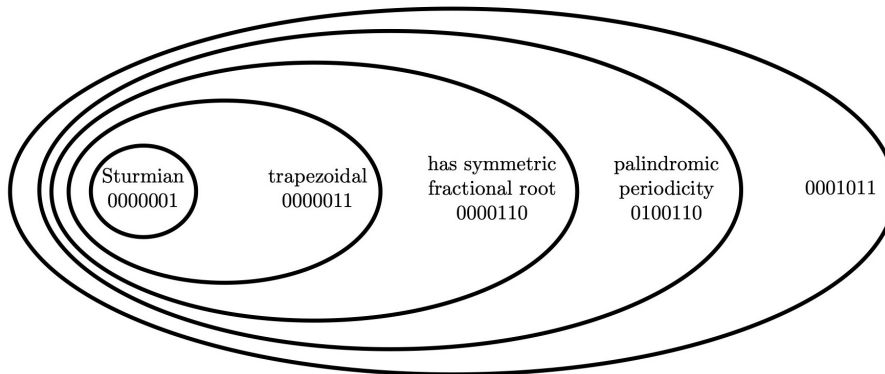 Sturmian
0000001
trapezoidal
0000011
has symmetric
fractional root
0000110
palindromic
periodicity
0100110
0001011